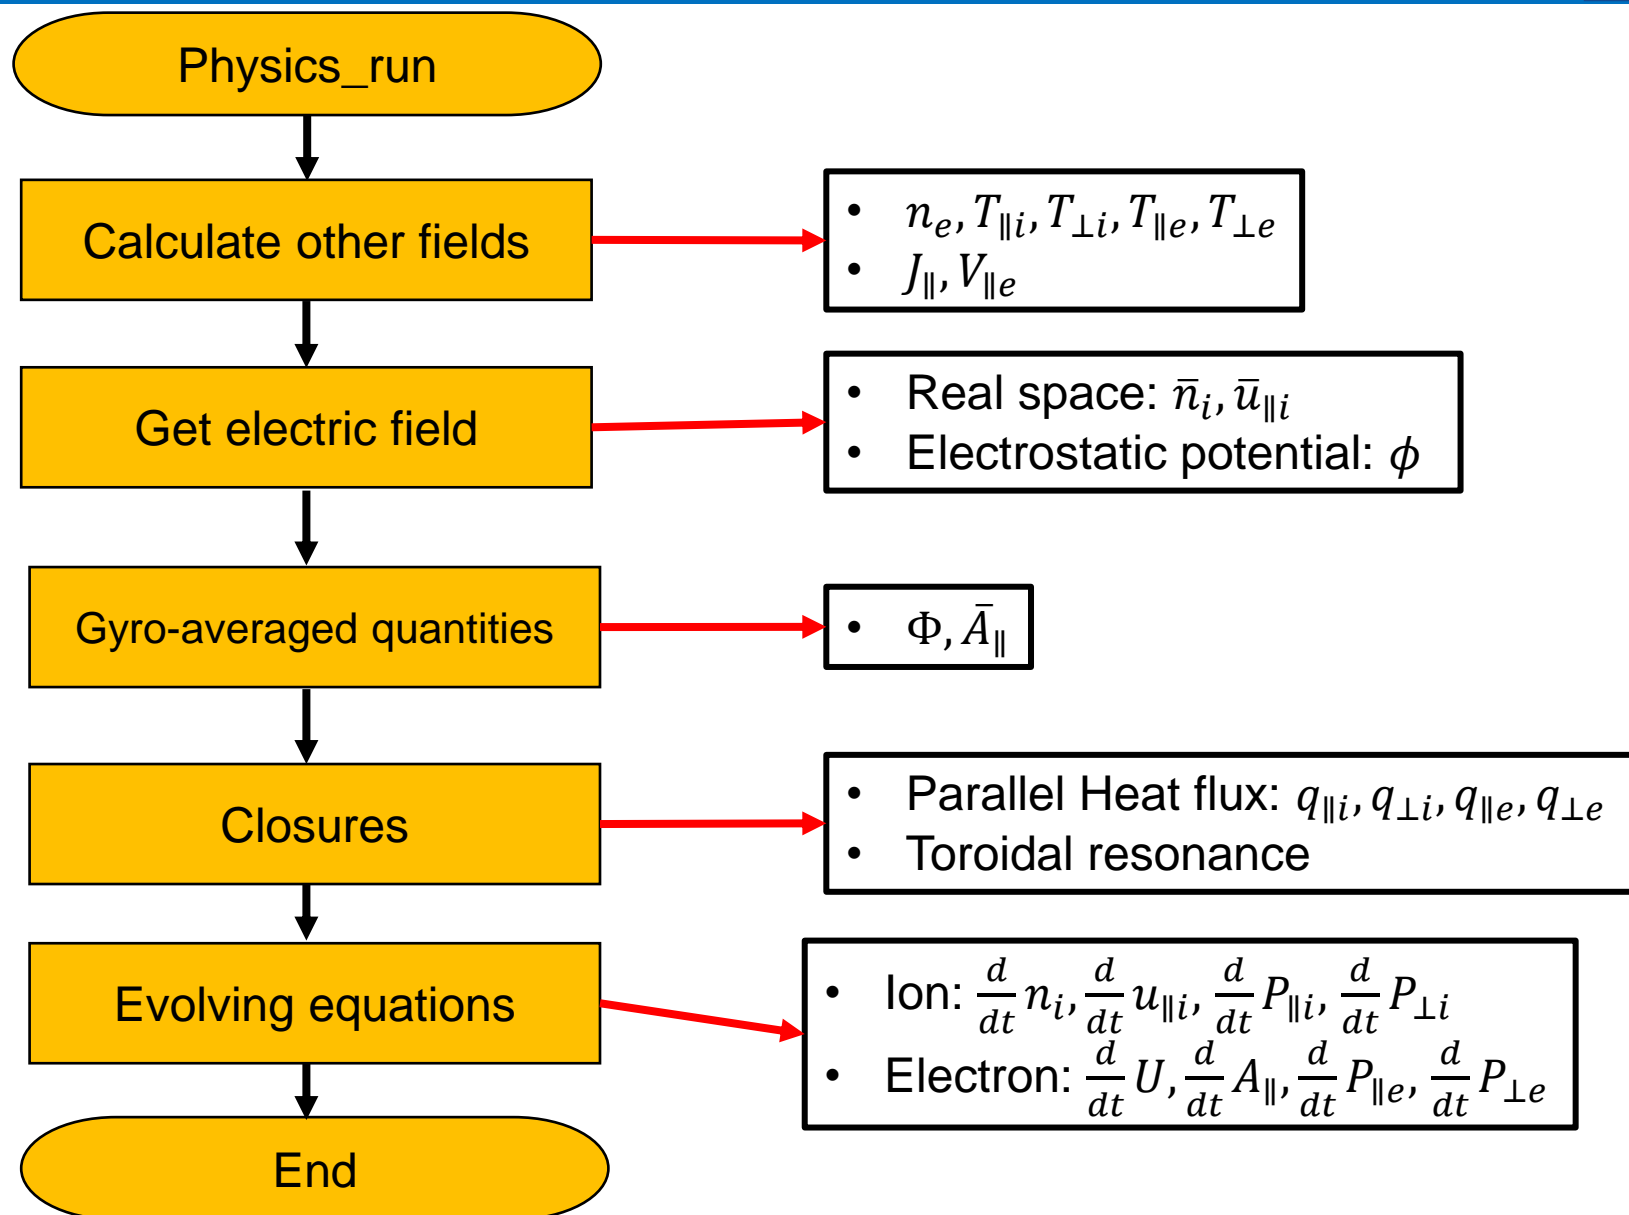 Physics_run
Calculate other fields
• n_e, T_{∥i}, T_{⊥i}, T_{∥e}, T_{⊥e}
• J_∥, V_{∥e}
Get electric field
• Real space: n̄_i, ū_{∥i}
• Electrostatic potential: ϕ
Gyro-averaged quantities
• Φ, Ā_∥
Closures
• Parallel Heat flux: q_{∥i}, q_{⊥i}, q_{∥e}, q_{⊥e}
• Toroidal resonance
Evolving equations
• Ion: d/dt n_i, d/dt u_{∥i}, d/dt P_{∥i}, d/dt P_{⊥i}
• Electron: d/dt U, d/dt A_∥, d/dt P_{∥e}, d/dt P_{⊥e}
End